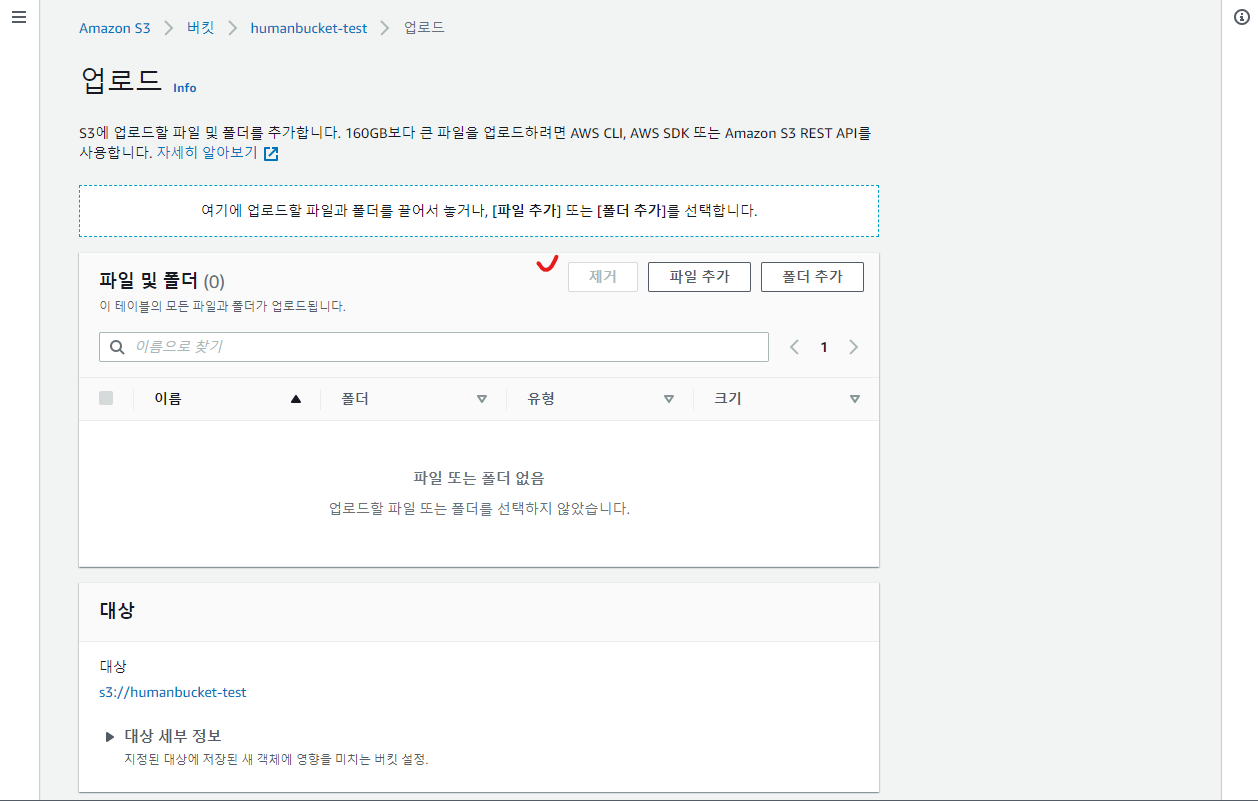 Amazon S3 > 버킷 > humanbucket-test > 업로드
업로드 Info
S3에 업로드할 파일 및 폴더를 추가합니다. 160GB보다 큰 파일을 업로드하려면 AWS CLI, AWS SDK 또는 Amazon S3 REST API를
사용합니다. 자세히 알아보기
여기에 업로드할 파일과 폴더를 끌어서 놓거나, [파일 추가] 또는 [폴더 추가]를 선택합니다.
파일 및 폴더 (0) 제거 파일 추가 폴더 추가
이 테이블의 모든 파일과 폴더가 업로드됩니다.
이름으로 찾기 < 1 >
이름 폴더 유형 크기
파일 또는 폴더 없음
업로드할 파일 또는 폴더를 선택하지 않았습니다.
대상
대상
s3://humanbucket-test
대상 세부 정보
지정된 대상에 저장된 새 객체에 영향을 미치는 버킷 설정.